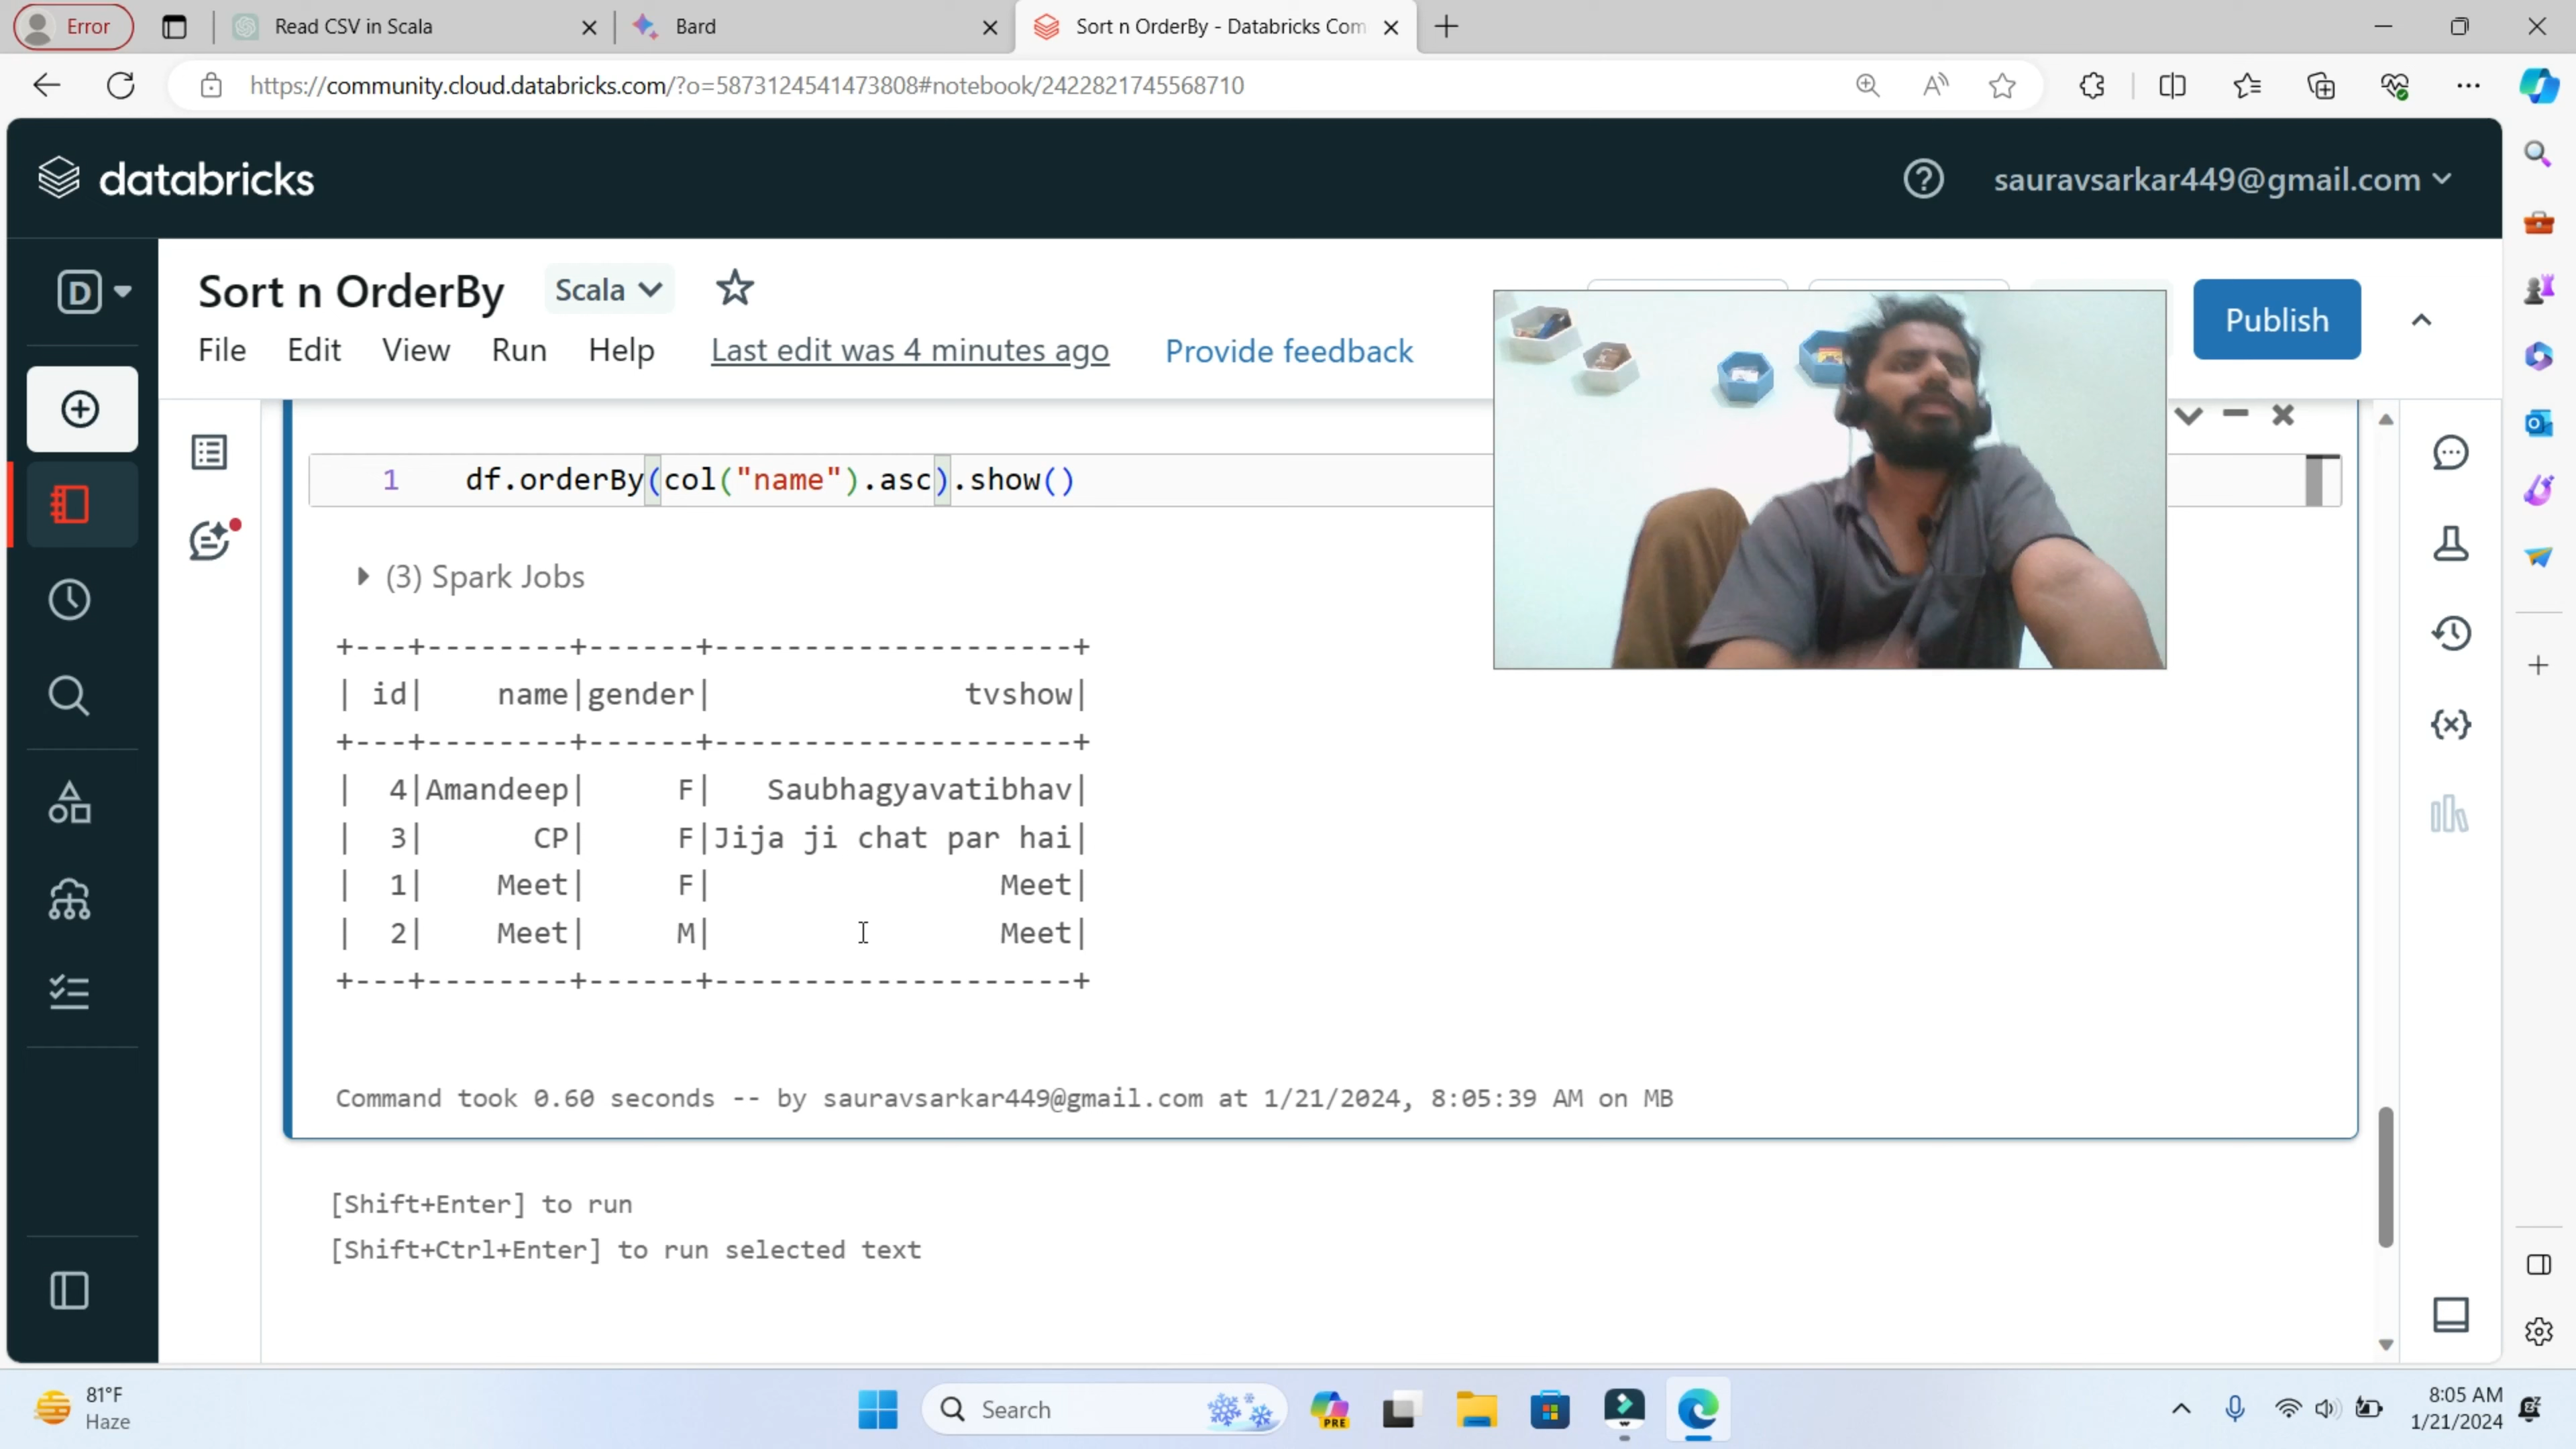 Error
Read CSV in Scala
Bard
Sort n OrderBy - Databricks Com
https://community.cloud.databricks.com/?o=5873124541473808#notebook/2422821745568710
databricks
sauravsarkar449@gmail.com
D
Sort n OrderBy
Scala
Publish
File Edit View Run Help Last edit was 4 minutes ago Provide feedback
1 df.orderBy(col("name").asc).show()
(3) Spark Jobs
+---+--------+------+--------------------+
| id|    name|gender|              tvshow|
+---+--------+------+--------------------+
|  4|Amandeep|     F|   Saubhagyavatibhav|
|  3|      CP|     F|Jija ji chat par hai|
|  1|    Meet|     F|                Meet|
|  2|    Meet|     M|                Meet|
+---+--------+------+--------------------+
Command took 0.60 seconds -- by sauravsarkar449@gmail.com at 1/21/2024, 8:05:39 AM on MB
[Shift+Enter] to run
[Shift+Ctrl+Enter] to run selected text
81°F
Haze
Search
PRE
8:05 AM
1/21/2024